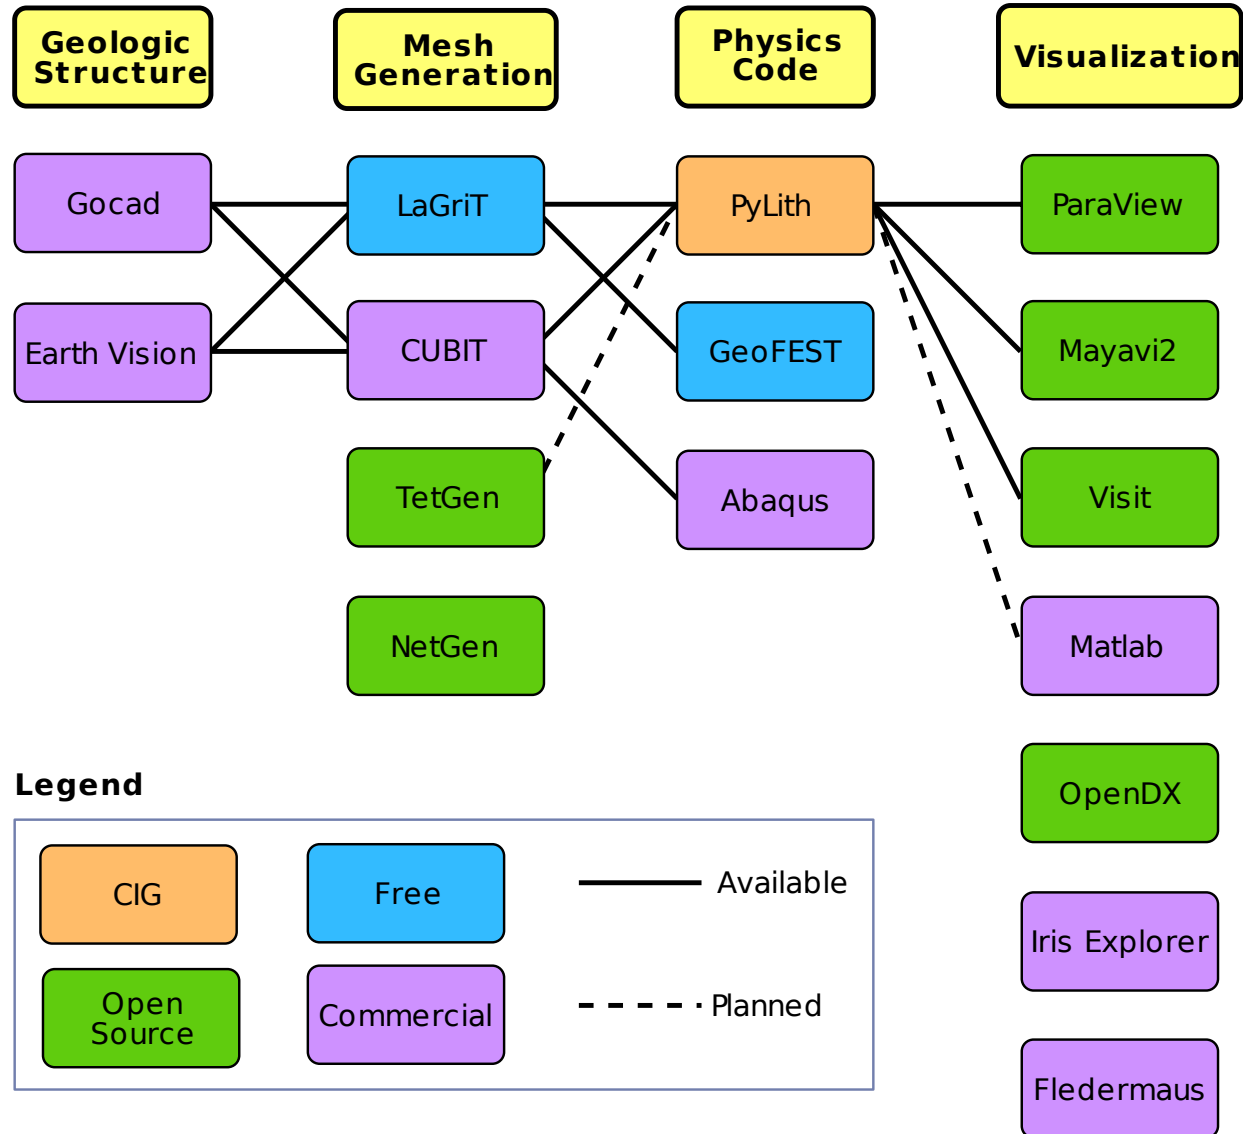 Geologic
Structure
Mesh
Generation
Physics
Code
Visualization
Gocad
LaGriT
PyLith
ParaView
Earth Vision
CUBIT
GeoFEST
Mayavi2
TetGen
Abaqus
Visit
NetGen
Matlab
OpenDX
Iris Explorer
Fledermaus
Legend
CIG
Free
Available
Open
Source
Commercial
Planned